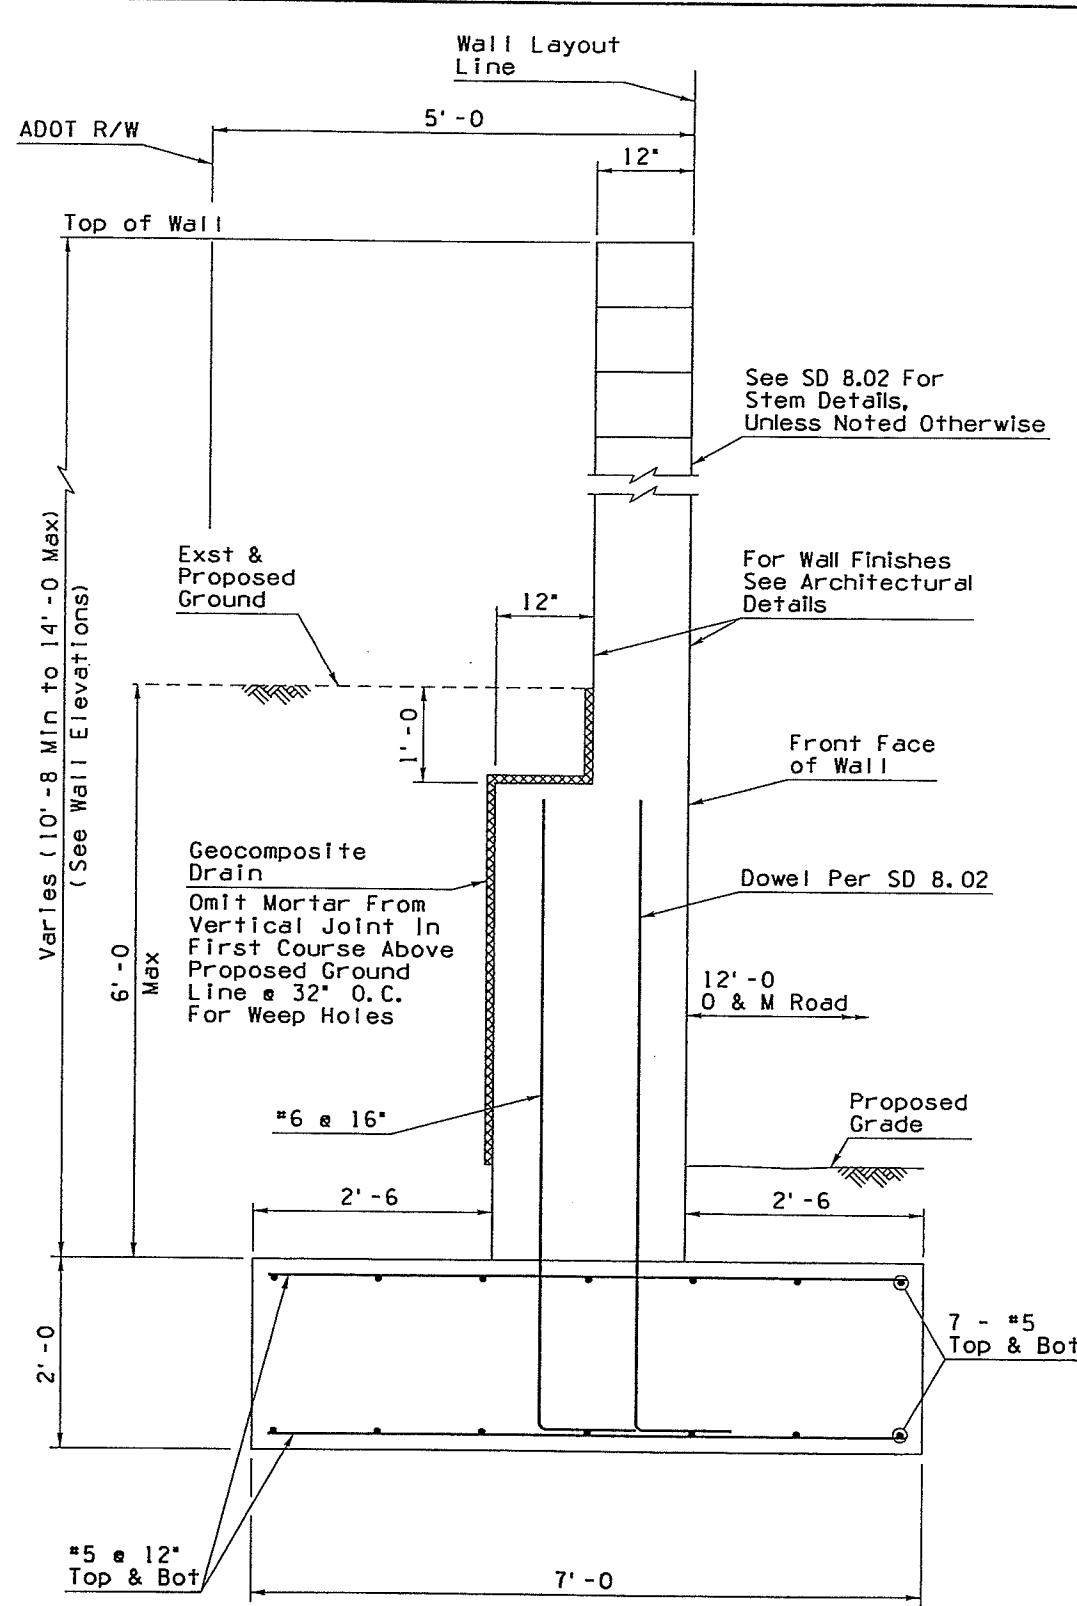 Wall Layout
Line
ADOT R/W
5'-0
12"
Top of Wall
See SD 8.02 For
Stem Details,
Unless Noted Otherwise
Varies (10'-8 Min to 14'-0 Max)
(See Wall Elevations)
Exst &
Proposed
Ground
12"
For Wall Finishes
See Architectural
Details
1'-0
Front Face
of Wall
6'-0
Max
Geocomposite
Drain
Omit Mortar From
Vertical Joint In
First Course Above
Proposed Ground
Line @ 32" O.C.
For Weep Holes
Dowel Per SD 8.02
12'-0
O & M Road
#6 @ 16"
Proposed
Grade
2'-6
2'-6
2'-0
7 - #5
Top & Bot
#5 @ 12"
Top & Bot
7'-0